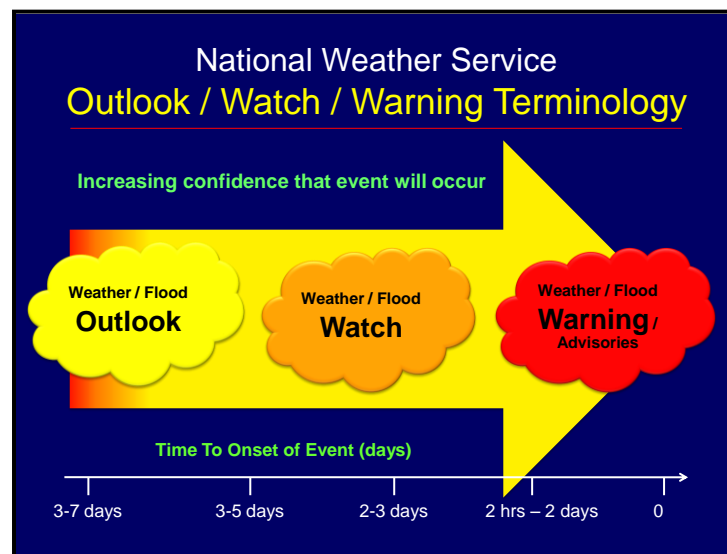 National Weather Service
Outlook / Watch / Warning Terminology
Increasing confidence that event will occur
Weather / Flood
Outlook
Weather / Flood
Watch
Weather / Flood
Warning /
Advisories
Time To Onset of Event (days)
3-7 days
3-5 days
2-3 days
2 hrs – 2 days
0